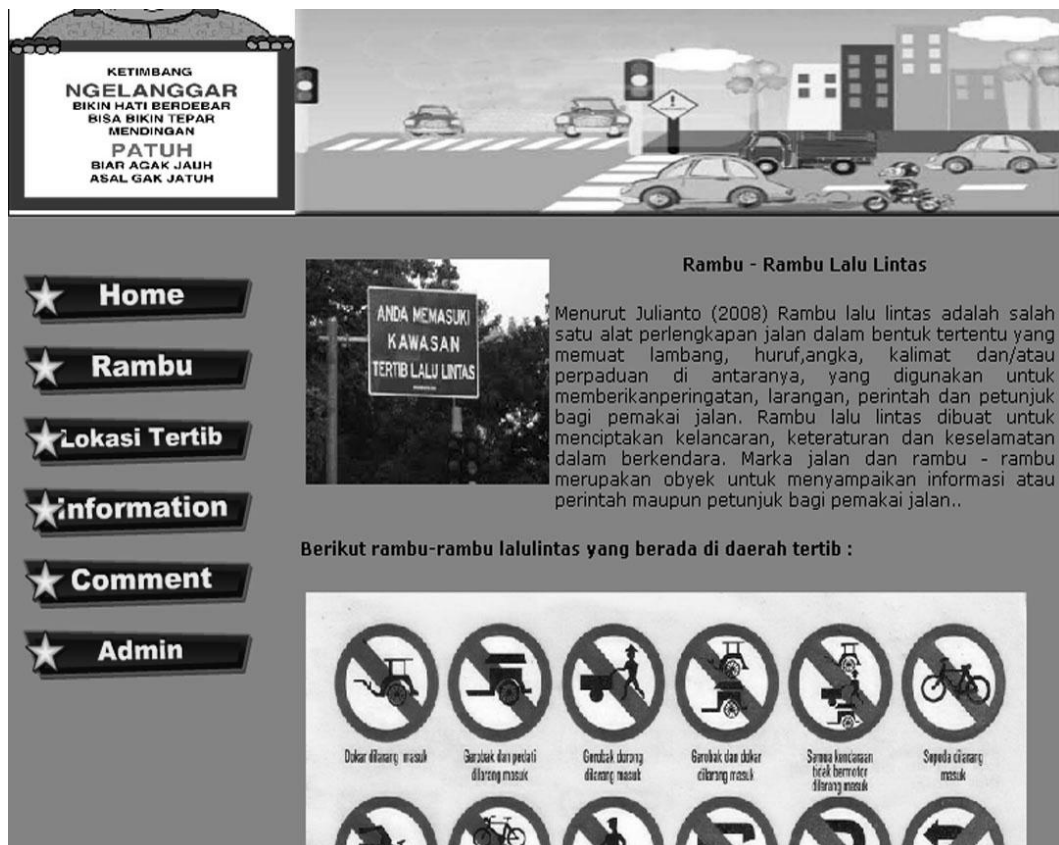 KETIMBANG
NGELANGGAR
BIKIN HATI BERDEBAR
BISA BIKIN TEPAR
MENDINGAN
PATUH
BIAR AGAK JAUH
ASAL GAK JATUH
Home
Rambu
Lokasi Tertib
Information
Comment
Admin
ANDA MEMASUKI
KAWASAN
TERTIB LALU LINTAS
Rambu - Rambu Lalu Lintas
Menurut Julianto (2008) Rambu lalu lintas adalah salah
satu alat perlengkapan jalan dalam bentuk tertentu yang
memuat lambang, huruf,angka, kalimat dan/atau
perpaduan di antaranya, yang digunakan untuk
memberikanperingatan, larangan, perintah dan petunjuk
bagi pemakai jalan. Rambu lalu lintas dibuat untuk
menciptakan kelancaran, keteraturan dan keselamatan
dalam berkendara. Marka jalan dan rambu - rambu
merupakan obyek untuk menyampaikan informasi atau
perintah maupun petunjuk bagi pemakai jalan..
Berikut rambu-rambu lalulintas yang berada di daerah tertib :
Dokar dilarang masuk
Gerobak dan pedati
dilarang masuk
Gerobak dorong
dilarang masuk
Gerobak dan dokar
dilarang masuk
Semua kendaraan
tidak bermotor
dilarang masuk
Sepeda dilarang
masuk